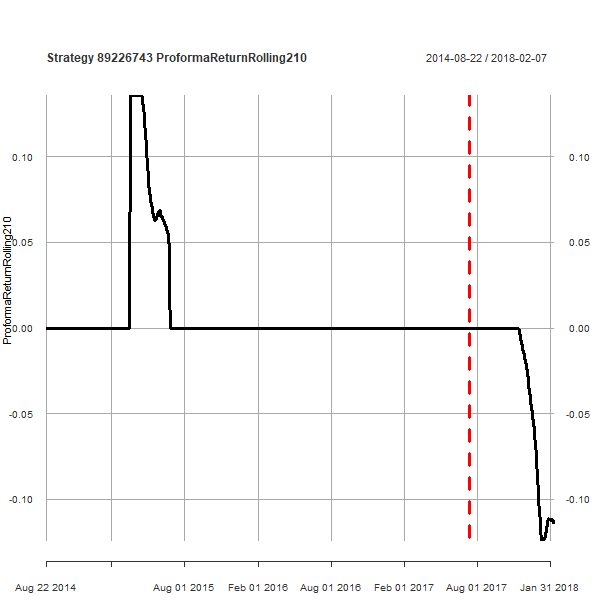 Strategy 89226743 ProformaReturnRolling210
2014-08-22 / 2018-02-07
ProformaReturnRolling210
0.10
0.05
0.00
-0.05
-0.10
0.10
0.05
0.00
-0.05
-0.10
Aug 22 2014
Aug 01 2015
Feb 01 2016
Aug 01 2016
Feb 01 2017
Aug 01 2017
Jan 31 2018